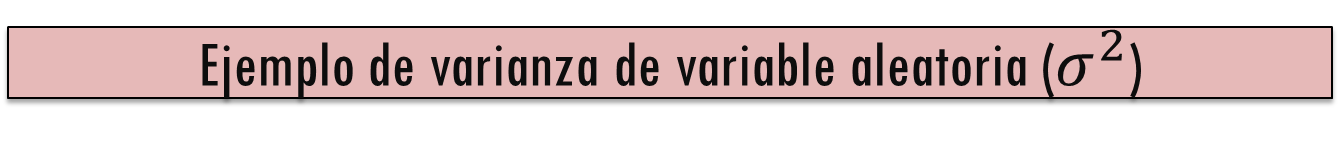 Ejemplo de varianza de variable aleatoria (𝜎²)